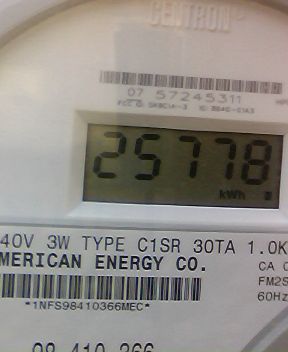 CENTRON
07 57245311
25778
kWh
40V 3W TYPE C1SR 30TA 1.0K
MERICAN ENERGY CO.
CA 0
FM2S
60Hz
*1NFS98410366MEC*
98 410 366